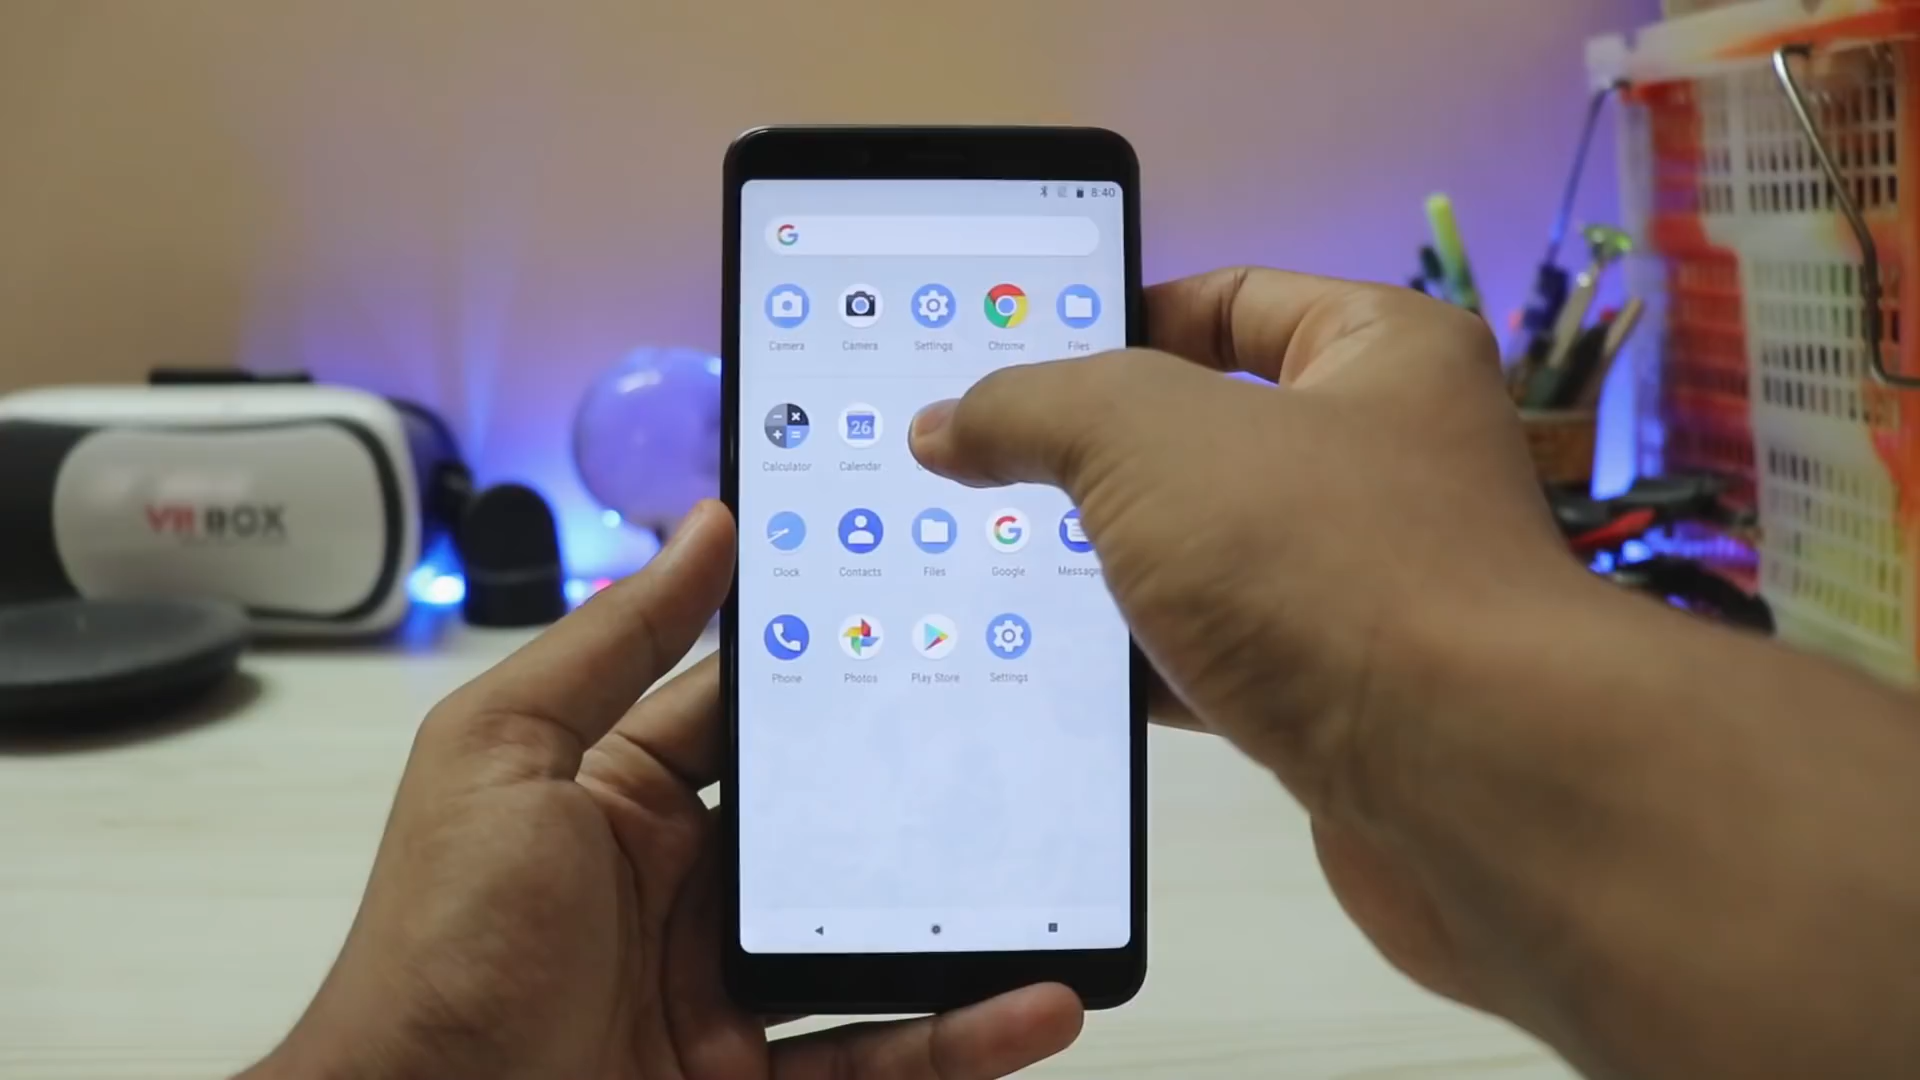 8:40
G
Camera Camera Settings Chrome Files
26
Calculator Calendar
G
Clock Contacts Files Google Message
Phone Photos Play Store Settings
VR BOX